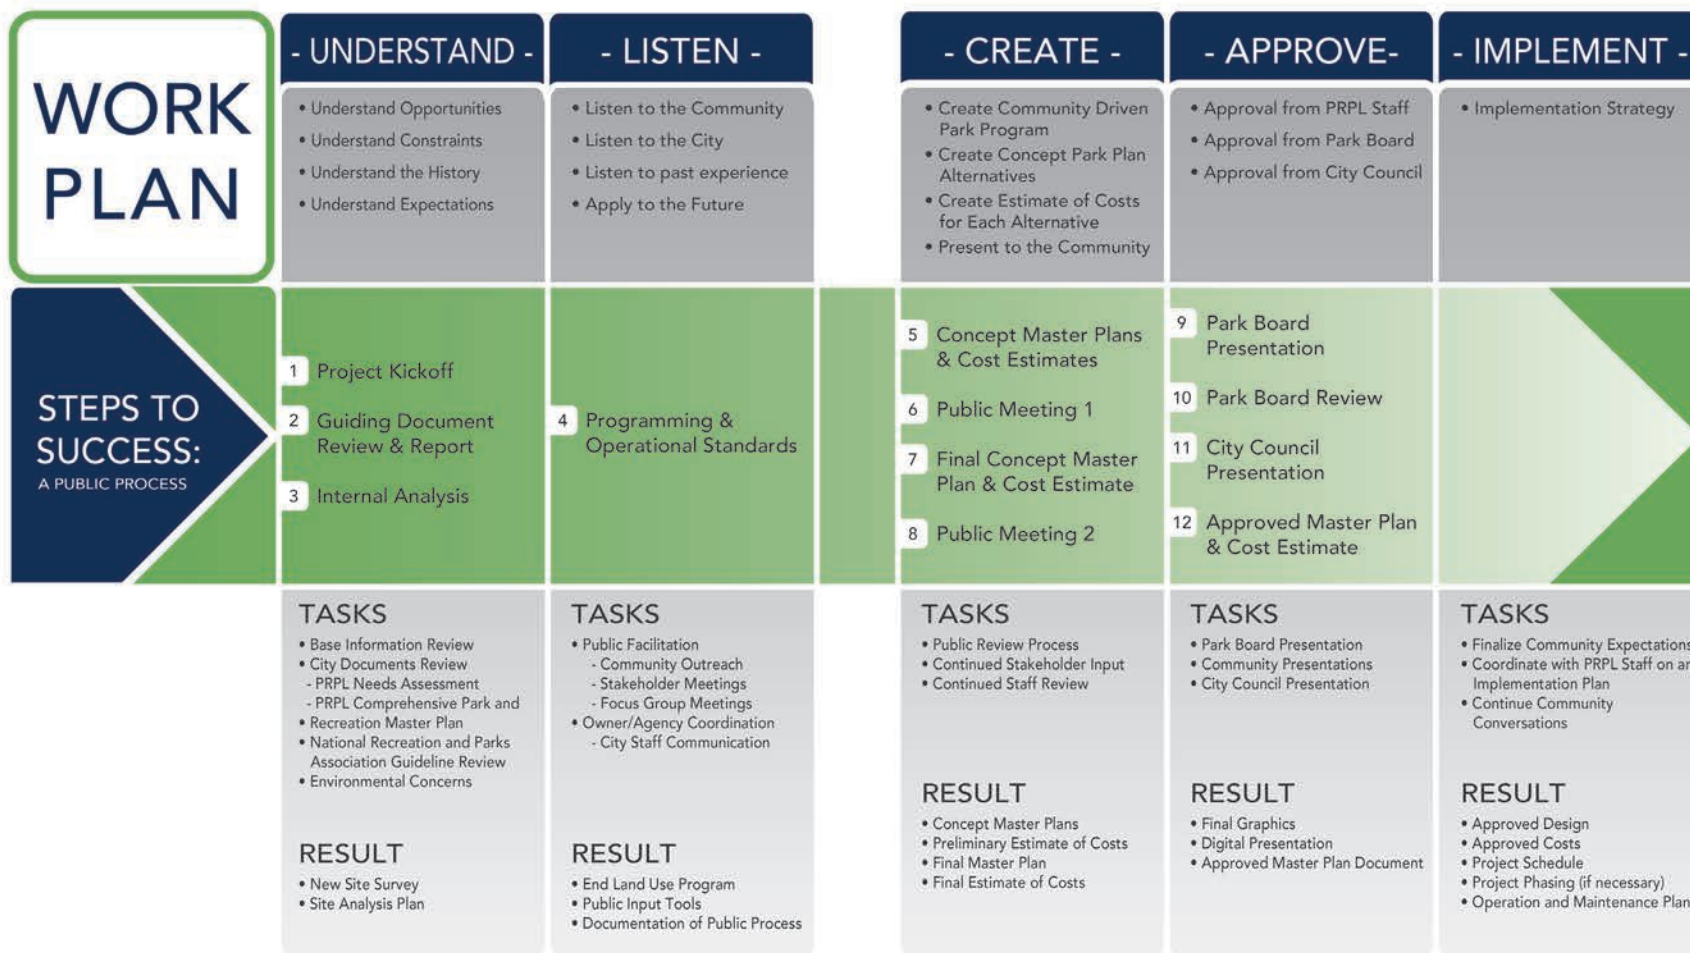 WORK
PLAN
- UNDERSTAND -
• Understand Opportunities
• Understand Constraints
• Understand the History
• Understand Expectations
- LISTEN -
• Listen to the Community
• Listen to the City
• Listen to past experience
• Apply to the Future
- CREATE -
• Create Community Driven
Park Program
• Create Concept Park Plan
Alternatives
• Create Estimate of Costs
for Each Alternative
• Present to the Community
- APPROVE-
• Approval from PRPL Staff
• Approval from Park Board
• Approval from City Council
- IMPLEMENT -
• Implementation Strategy
STEPS TO
SUCCESS:
A PUBLIC PROCESS
1 Project Kickoff
2 Guiding Document
Review & Report
3 Internal Analysis
4 Programming &
Operational Standards
5 Concept Master Plans
& Cost Estimates
6 Public Meeting 1
7 Final Concept Master
Plan & Cost Estimate
8 Public Meeting 2
9 Park Board
Presentation
10 Park Board Review
11 City Council
Presentation
12 Approved Master Plan
& Cost Estimate
TASKS
• Base Information Review
• City Documents Review
- PRPL Needs Assessment
- PRPL Comprehensive Park and
• Recreation Master Plan
• National Recreation and Parks
Association Guideline Review
• Environmental Concerns
RESULT
• New Site Survey
• Site Analysis Plan
TASKS
• Public Facilitation
- Community Outreach
- Stakeholder Meetings
- Focus Group Meetings
• Owner/Agency Coordination
- City Staff Communication
RESULT
• End Land Use Program
• Public Input Tools
• Documentation of Public Process
TASKS
• Public Review Process
• Continued Stakeholder Input
• Continued Staff Review
RESULT
• Concept Master Plans
• Preliminary Estimate of Costs
• Final Master Plan
• Final Estimate of Costs
TASKS
• Park Board Presentation
• Community Presentations
• City Council Presentation
RESULT
• Final Graphics
• Digital Presentation
• Approved Master Plan Document
TASKS
• Finalize Community Expectations
• Coordinate with PRPL Staff on
Implementation Plan
• Continue Community
Conversations
RESULT
• Approved Design
• Approved Costs
• Project Schedule
• Project Phasing (if necessary)
• Operation and Maintenance Plan